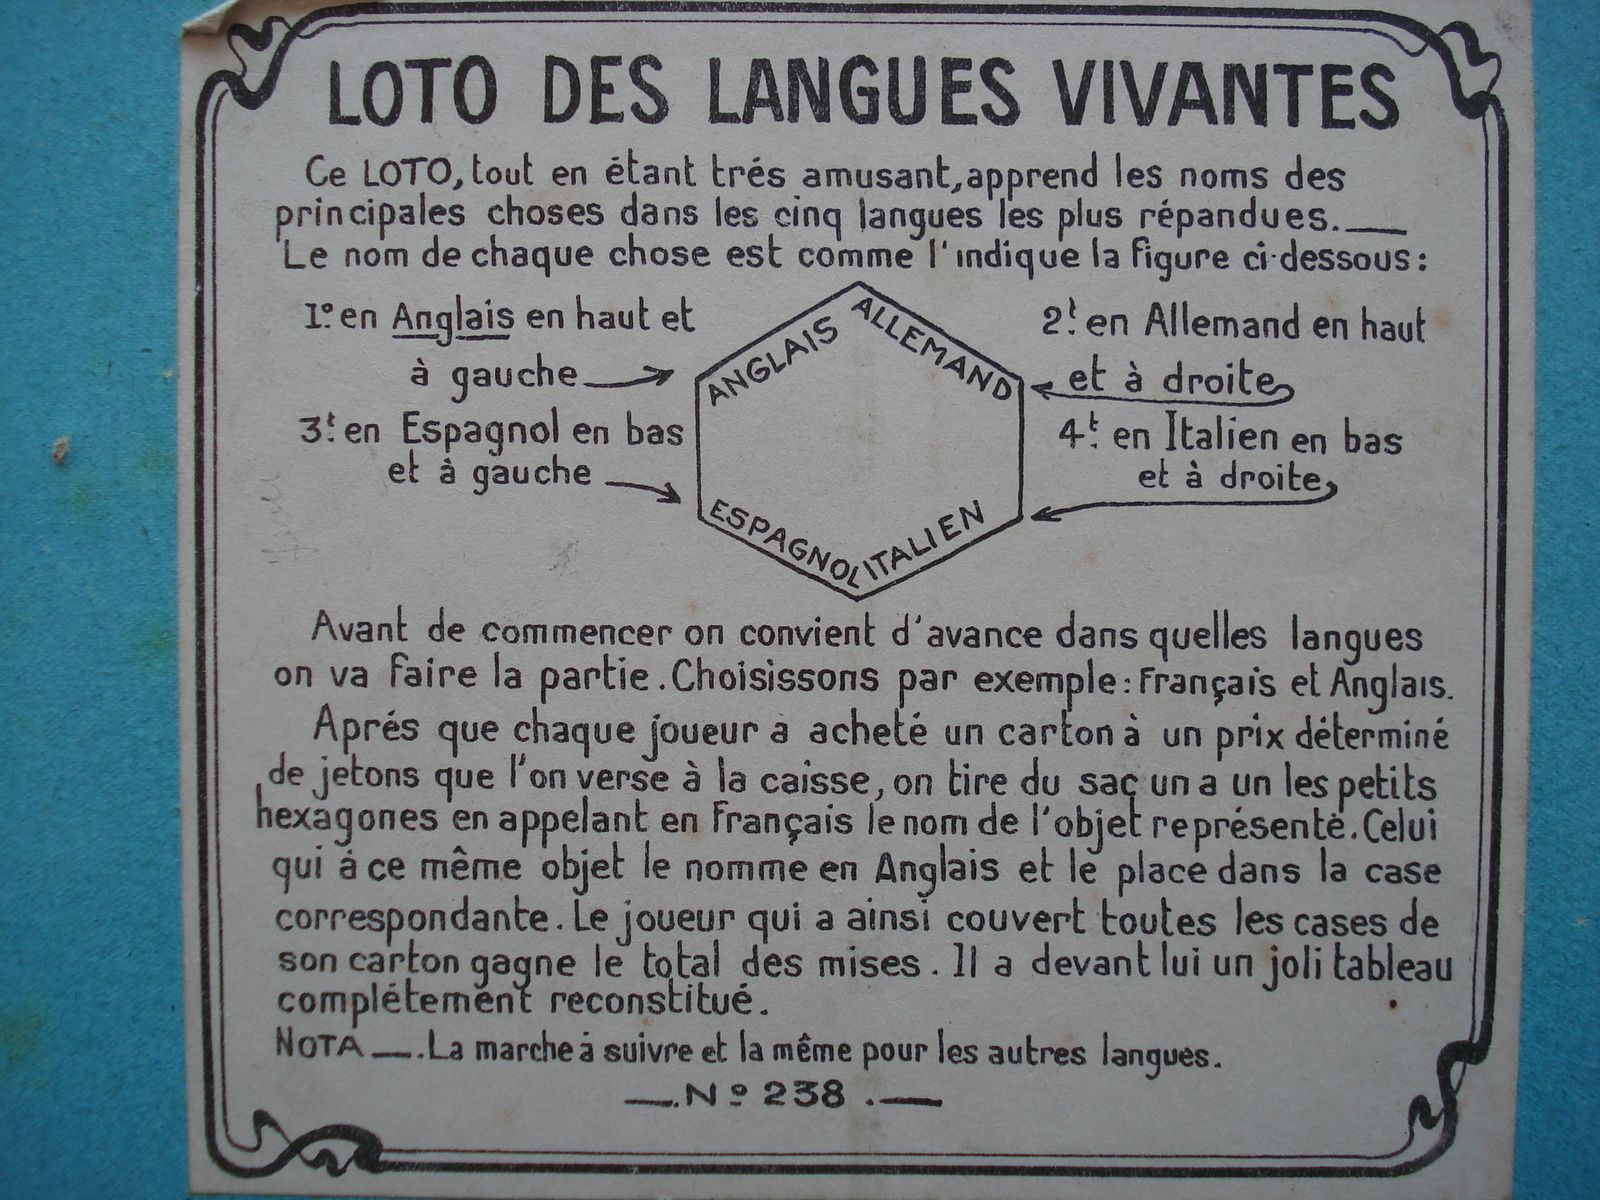 LOTO DES LANGUES VIVANTES
Ce LOTO, tout en étant trés amusant, apprend les noms des
principales choses dans les cinq langues les plus répandues.__
Le nom de chaque chose est comme l'indique la figure ci-dessous:
1º en Anglais en haut et
à gauche
2t en Allemand en haut
et à droite
ANGLAIS
ALLEMAND
3t en Espagnol en bas
et à gauche
4t en Italien en bas
et à droite
ESPAGNOL
ITALIEN
Avant de commencer on convient d'avance dans quelles langues
on va faire la partie. Choisissons par exemple: Français et Anglais.
Aprés que chaque joueur a acheté un carton à un prix déterminé
de jetons que l'on verse à la caisse, on tire du sac un a un les petits
hexagones en appelant en Français le nom de l'objet représenté. Celui
qui à ce même objet le nomme en Anglais et le place dans la case
correspondante. Le joueur qui a ainsi couvert toutes les cases de
son carton gagne le total des mises. Il a devant lui un joli tableau
complétement reconstitué.
NOTA __. La marche à suivre et la même pour les autres langues.
__. Nº 238 .__